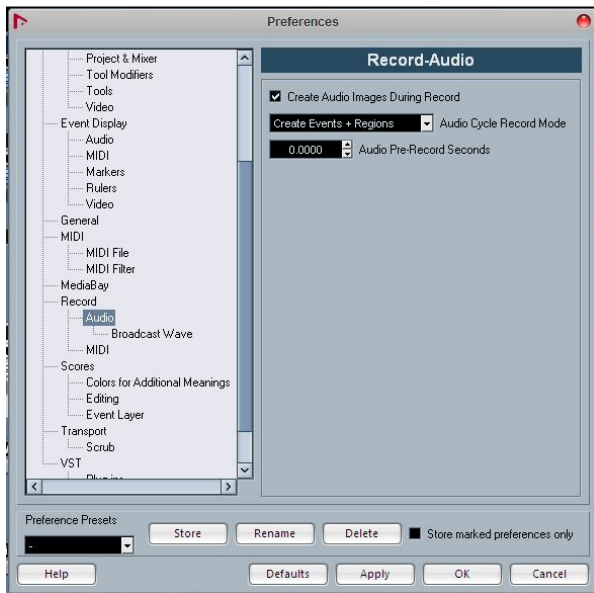 Preferences
Project & Mixer
Tool Modifiers
Tools
Video
Event Display
Audio
MIDI
Markers
Rulers
Video
General
MIDI
MIDI File
MIDI Filter
MediaBay
Record
Audio
Broadcast Wave
MIDI
Scores
Colors for Additional Meanings
Editing
Event Layer
Transport
Scrub
VST
Record-Audio
Create Audio Images During Record
Create Events + Regions Audio Cycle Record Mode
0.0000 Audio Pre-Record Seconds
Preference Presets
-
Store Rename Delete Store marked preferences only
Help Defaults Apply OK Cancel